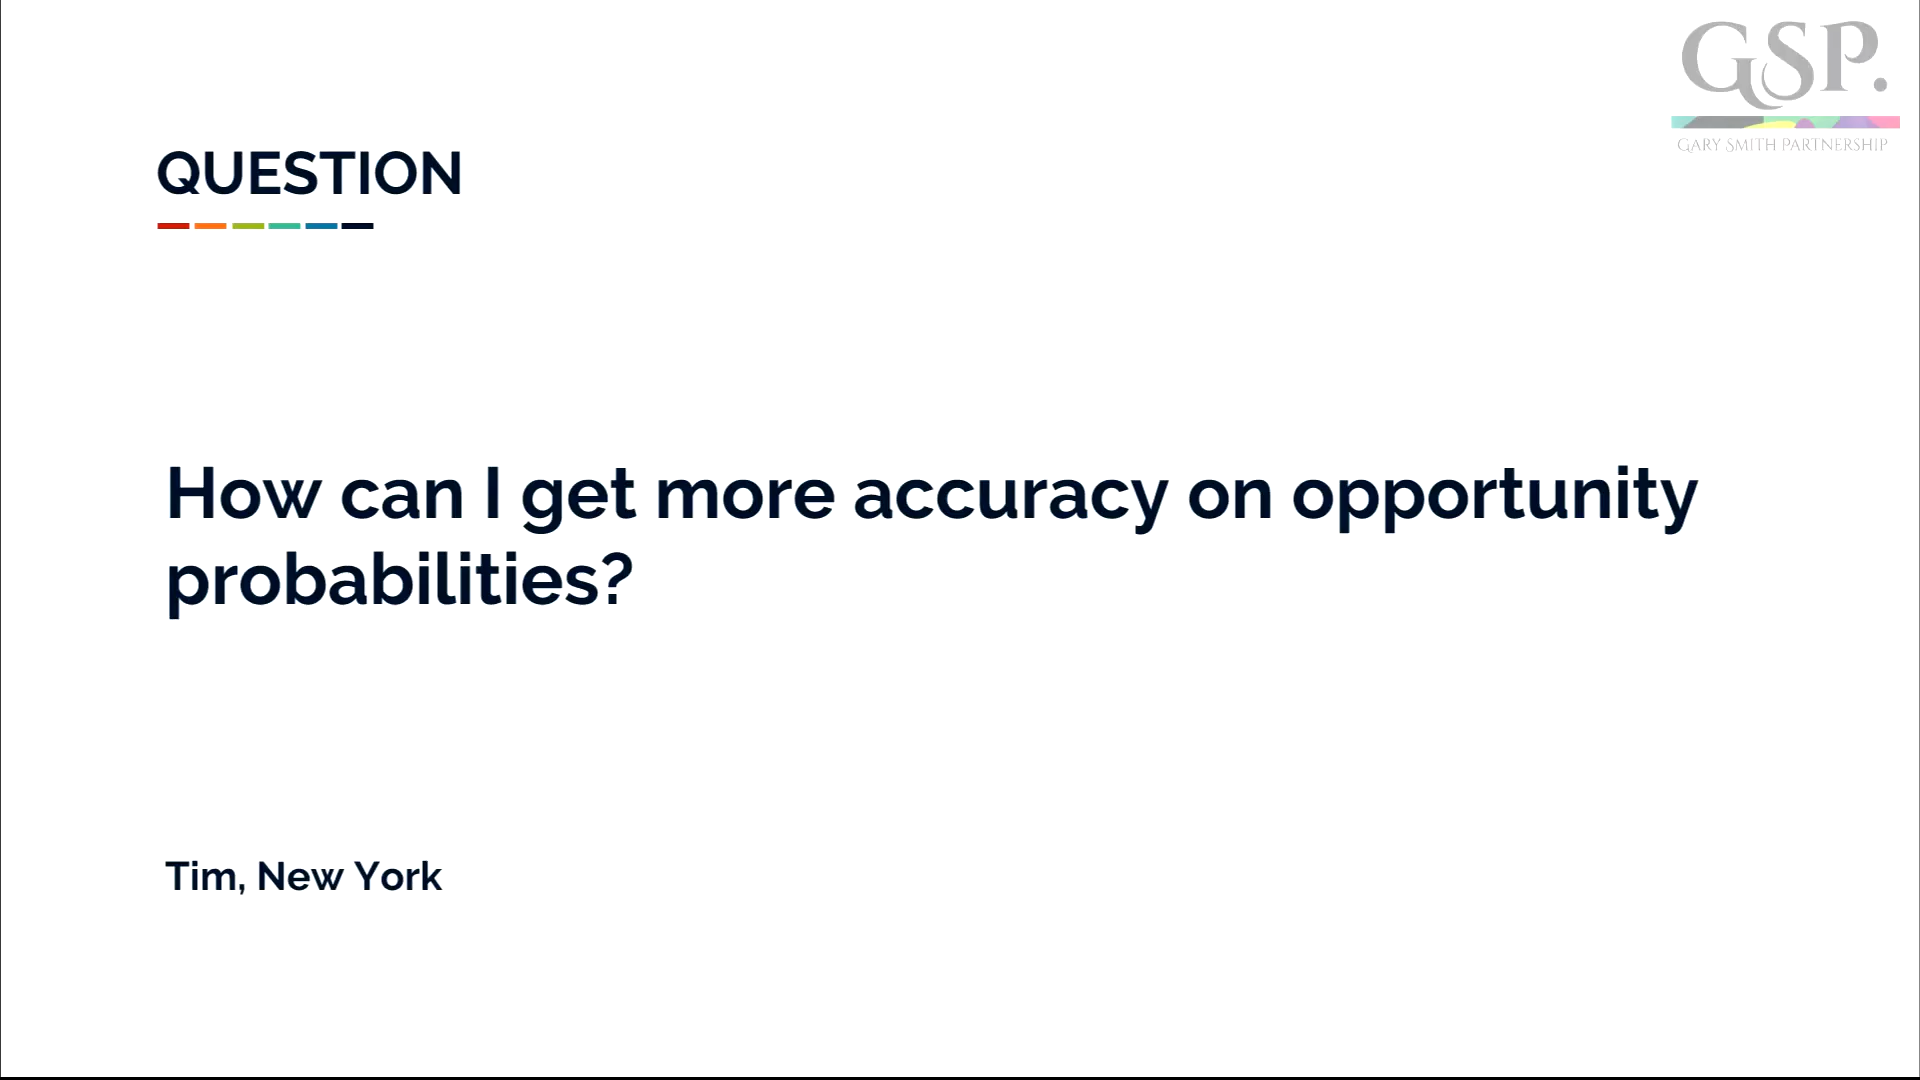 GSP.
GARY SMITH PARTNERSHIP
QUESTION
How can I get more accuracy on opportunity
probabilities?
Tim, New York